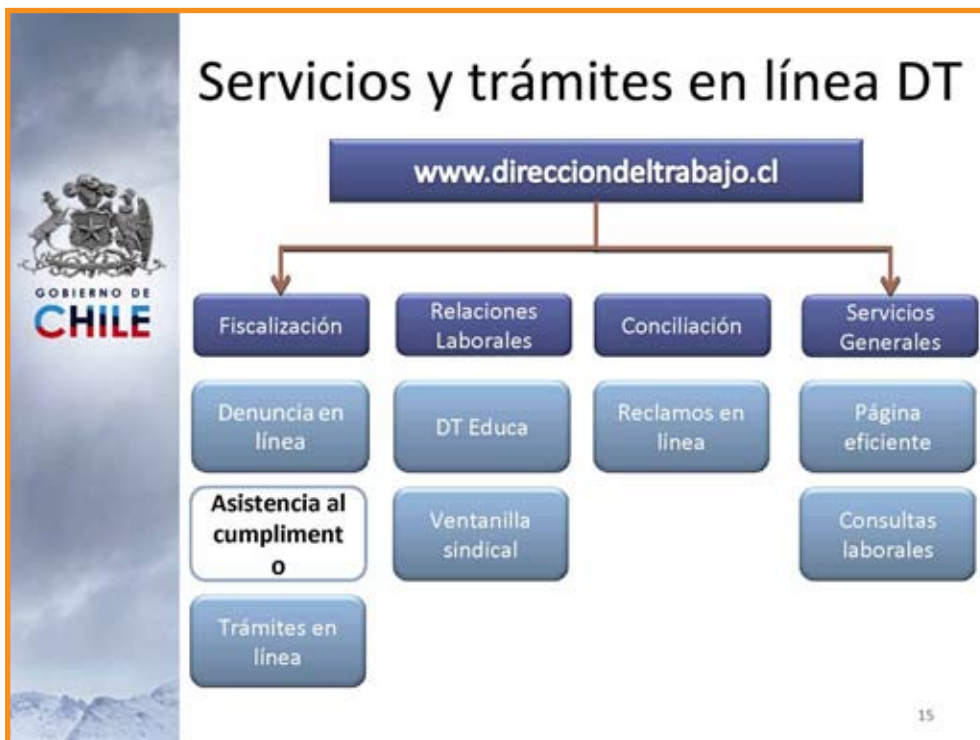 Servicios y trámites en línea DT
www.direcciondeltrabajo.cl
GOBIERNO DE
CHILE
Fiscalización
Relaciones
Laborales
Conciliación
Servicios
Generales
Denuncia en
línea
DT Educa
Reclamos en
línea
Página
eficiente
Asistencia al
cumpliment
o
Ventanilla
sindical
Consultas
laborales
Trámites en
línea
15